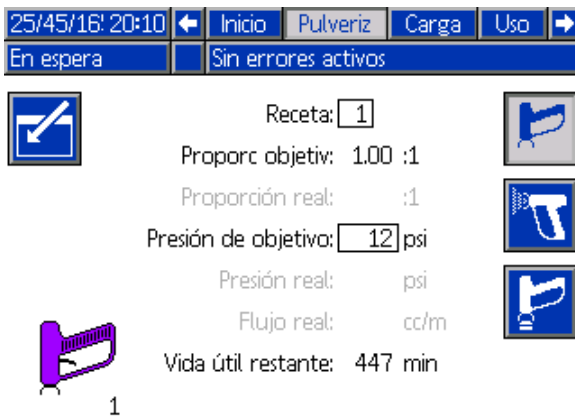 25/45/16' 20:10 Inicio Pulveriz Carga Uso
En espera Sin errores activos
Receta: 1
Proporc objetiv: 1.00 :1
Proporción real: :1
Presión de objetivo: 12 psi
Presión real: psi
Flujo real: cc/m
Vida útil restante: 447 min
1